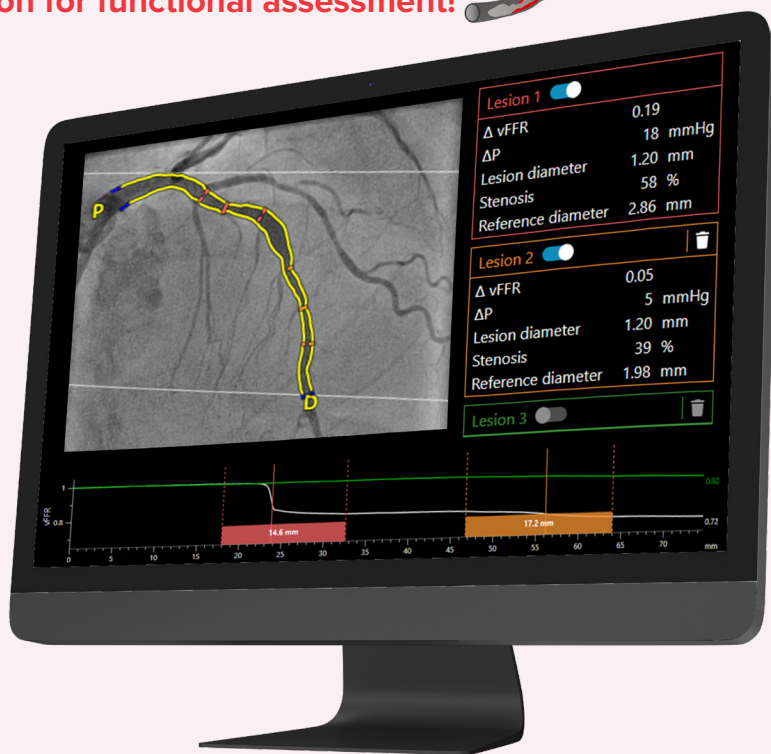 on for functional assessment!
Lesion 1
Δ vFFR 0.19
ΔP 18 mmHg
Lesion diameter 1.20 mm
Stenosis 58 %
Reference diameter 2.86 mm
Lesion 2
Δ vFFR 0.05
ΔP 5 mmHg
Lesion diameter 1.20 mm
Stenosis 39 %
Reference diameter 1.98 mm
Lesion 3
P
D
vFFR
1
0.8
0.92
0.72
14.6 mm
17.2 mm
0 5 10 15 20 25 30 35 40 45 50 55 60 65 70 mm